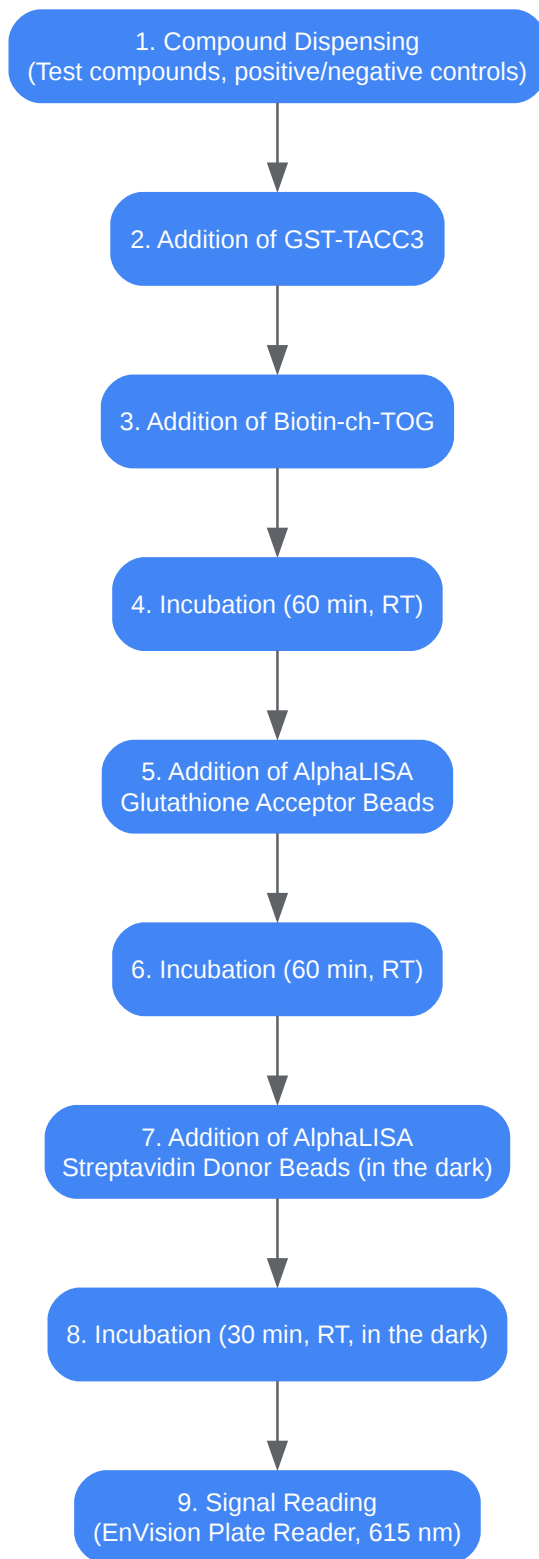 1. Compound Dispensing
(Test compounds, positive/negative controls)
2. Addition of GST-TACC3
3. Addition of Biotin-ch-TOG
4. Incubation (60 min, RT)
5. Addition of AlphaLISA
Glutathione Acceptor Beads
6. Incubation (60 min, RT)
7. Addition of AlphaLISA
Streptavidin Donor Beads (in the dark)
8. Incubation (30 min, RT, in the dark)
9. Signal Reading
(EnVision Plate Reader, 615 nm)